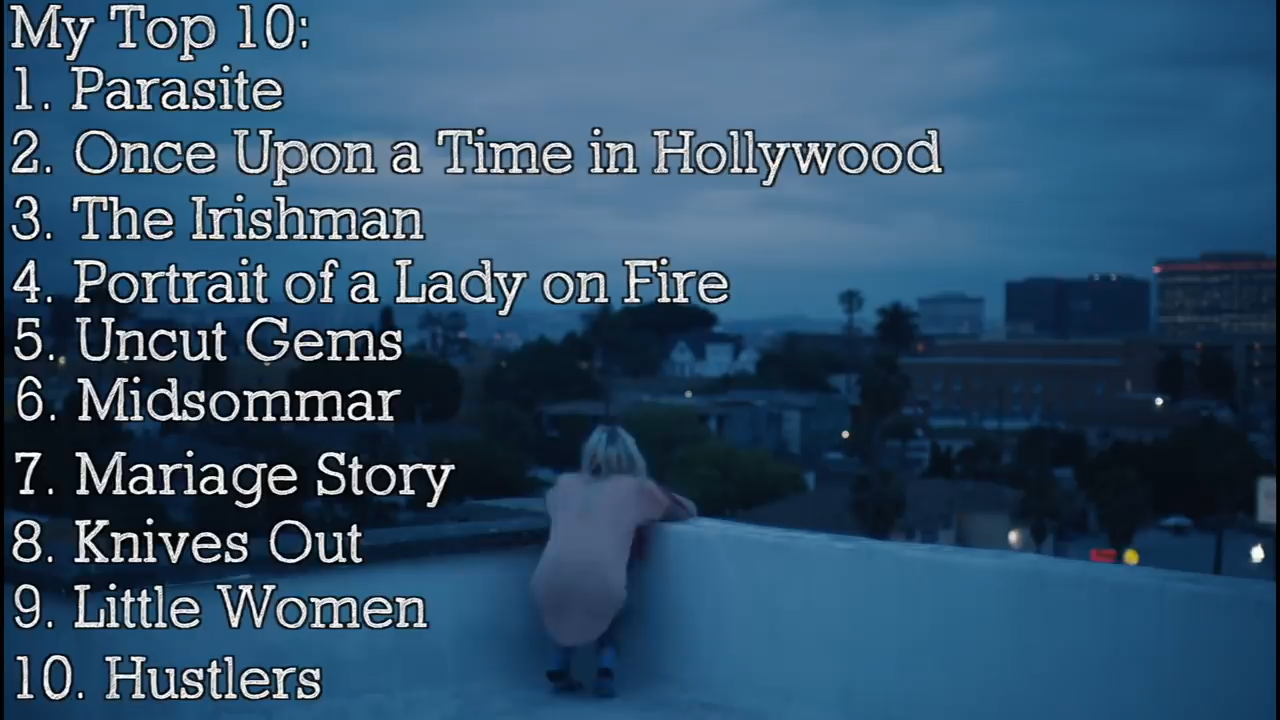 My Top 10:
1. Parasite
2. Once Upon a Time in Hollywood
3. The Irishman
4. Portrait of a Lady on Fire
5. Uncut Gems
6. Midsommar
7. Mariage Story
8. Knives Out
9. Little Women
10. Hustlers